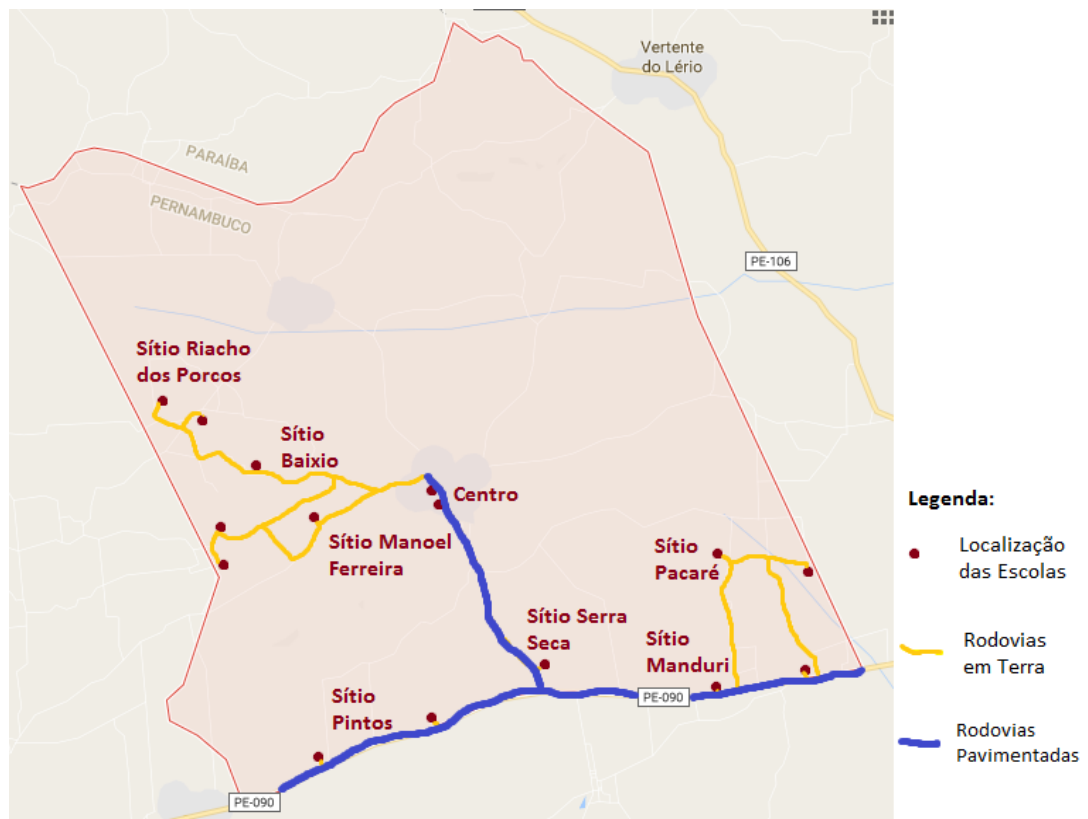 Vertente
do Lério
PARAÍBA
PERNAMBUCO
PE-106
Sítio Riacho
dos Porcos
Sítio
Baixio
Centro
Sítio Manoel
Ferreira
Sítio
Pacaré
Sítio Serra
Seca
Sítio
Manduri
PE-090
Sítio
Pintos
PE-090
Legenda:
Localização
das Escolas
Rodovias
em Terra
Rodovias
Pavimentadas